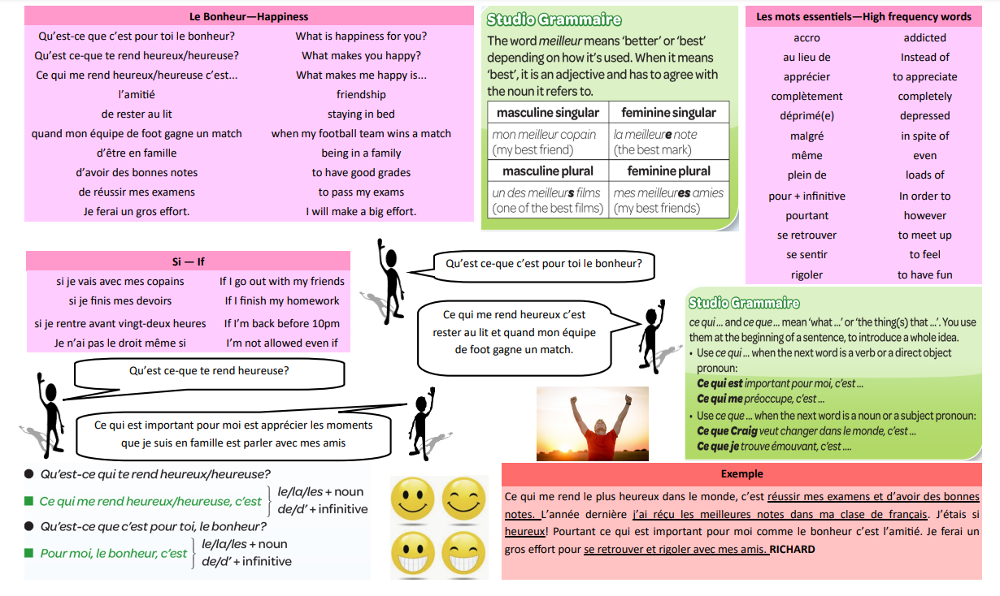 Le Bonheur—Happiness
Qu'est-ce que c'est pour toi le bonheur? What is happiness for you?
Qu'est ce-que te rend heureux/heureuse? What makes you happy?
Ce qui me rend heureux/heureuse c'est... What makes me happy is...
l'amitié friendship
de rester au lit staying in bed
quand mon équipe de foot gagne un match when my football team wins a match
d'être en famille being in a family
d'avoir des bonnes notes to have good grades
de réussir mes examens to pass my exams
Je ferai un gros effort. I will make a big effort.
Studio Grammaire
The word meilleur means 'better' or 'best'
depending on how it's used. When it means
'best', it is an adjective and has to agree with
the noun it refers to.
masculine singular feminine singular
mon meilleur copain la meilleure note
(my best friend) (the best mark)
masculine plural feminine plural
un des meilleurs films mes meilleures amies
(one of the best films) (my best friends)
Les mots essentiels—High frequency words
accro addicted
au lieu de Instead of
apprécier to appreciate
complètement completely
déprimé(e) depressed
malgré in spite of
même even
plein de loads of
pour + infinitive In order to
pourtant however
se retrouver to meet up
se sentir to feel
rigoler to have fun
Si — If
si je vais avec mes copains If I go out with my friends
si je finis mes devoirs If I finish my homework
si je rentre avant vingt-deux heures If I'm back before 10pm
Je n'ai pas le droit même si I'm not allowed even if
Qu'est ce-que c'est pour toi le bonheur?
Ce qui me rend heureux c'est
rester au lit et quand mon équipe
de foot gagne un match.
Studio Grammaire
ce qui ... and ce que ... mean 'what ...' or 'the thing(s) that ...'. You use
them at the beginning of a sentence, to introduce a whole idea.
• Use ce qui ... when the next word is a verb or a direct object
pronoun:
Ce qui est important pour moi, c'est ...
Ce qui me préoccupe, c'est ...
• Use ce que ... when the next word is a noun or a subject pronoun:
Ce que Craig veut changer dans le monde, c'est ...
Ce que je trouve émouvant, c'est ....
Qu'est ce-que te rend heureuse?
Ce qui est important pour moi est apprécier les moments
que je suis en famille est parler avec mes amis
Qu'est-ce qui te rend heureux/heureuse?
Ce qui me rend heureux/heureuse, c'est le/la/les + noun
de/d' + infinitive
Qu'est-ce que c'est pour toi, le bonheur?
Pour moi, le bonheur, c'est le/la/les + noun
de/d' + infinitive
Exemple
Ce qui me rend le plus heureux dans le monde, c'est réussir mes examens et d'avoir des bonnes
notes. L'année dernière j'ai réçu les meilleures notes dans ma clase de français. J'étais si
heureux! Pourtant ce qui est important pour moi comme le bonheur c'est l'amitié. Je ferai un
gros effort pour se retrouver et rigoler avec mes amis. RICHARD